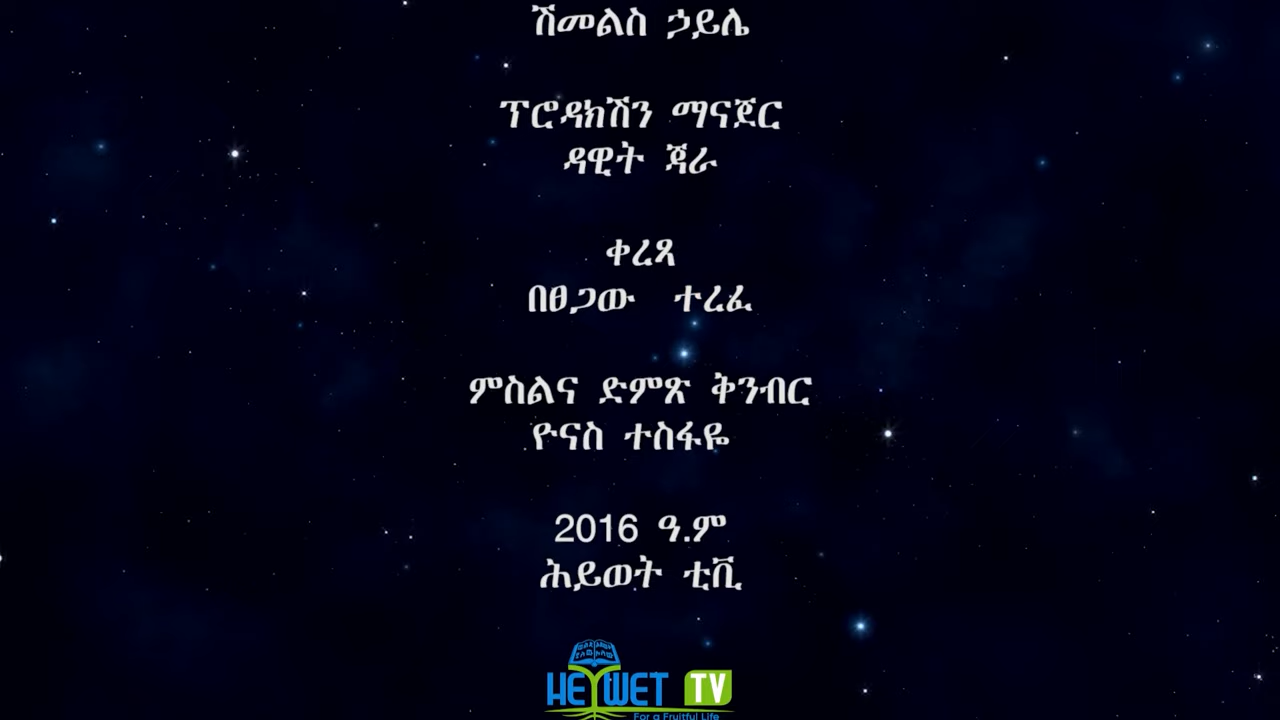 ሽመልስ ኃይሌ
ፕሮዳክሽን ማናጀር
ዳዊት ጃራ
ቀረጻ
በፀጋው ተረፈ
ምስልና ድምጽ ቅንብር
ዮናስ ተስፋዬ
2016 ዓ.ም
ሕይወት ቲቪ
HEYWET TV
For a Fruitful Life